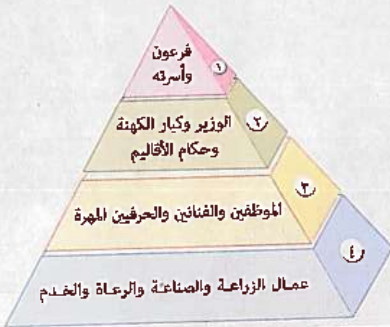 فرعون
وأسرته
١
الوزير وكبار الكهنة
وحكام الأقاليم
٢
الموظفين والفنانين والحرفيين المهرة
٣
عمال الزراعة والصناعة والرعاة والخدم
٤